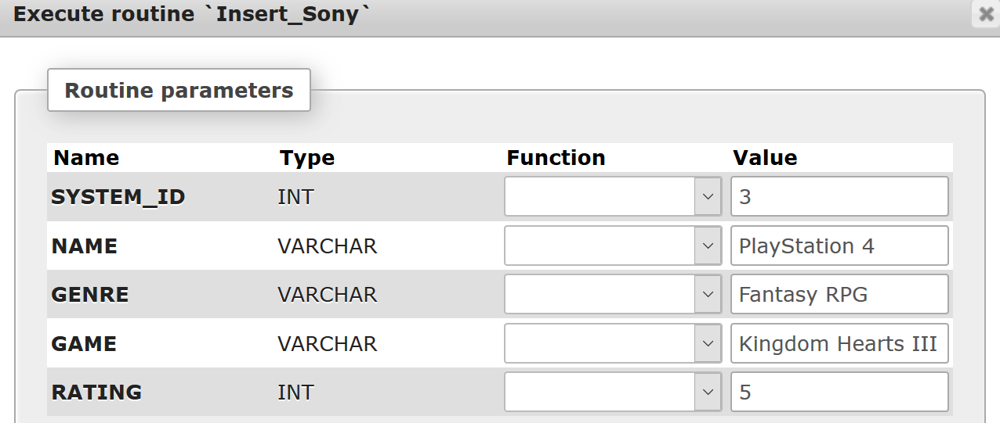 Execute routine `Insert_Sony`
Routine parameters
Name Type Function Value
SYSTEM_ID INT 3
NAME VARCHAR PlayStation 4
GENRE VARCHAR Fantasy RPG
GAME VARCHAR Kingdom Hearts III
RATING INT 5